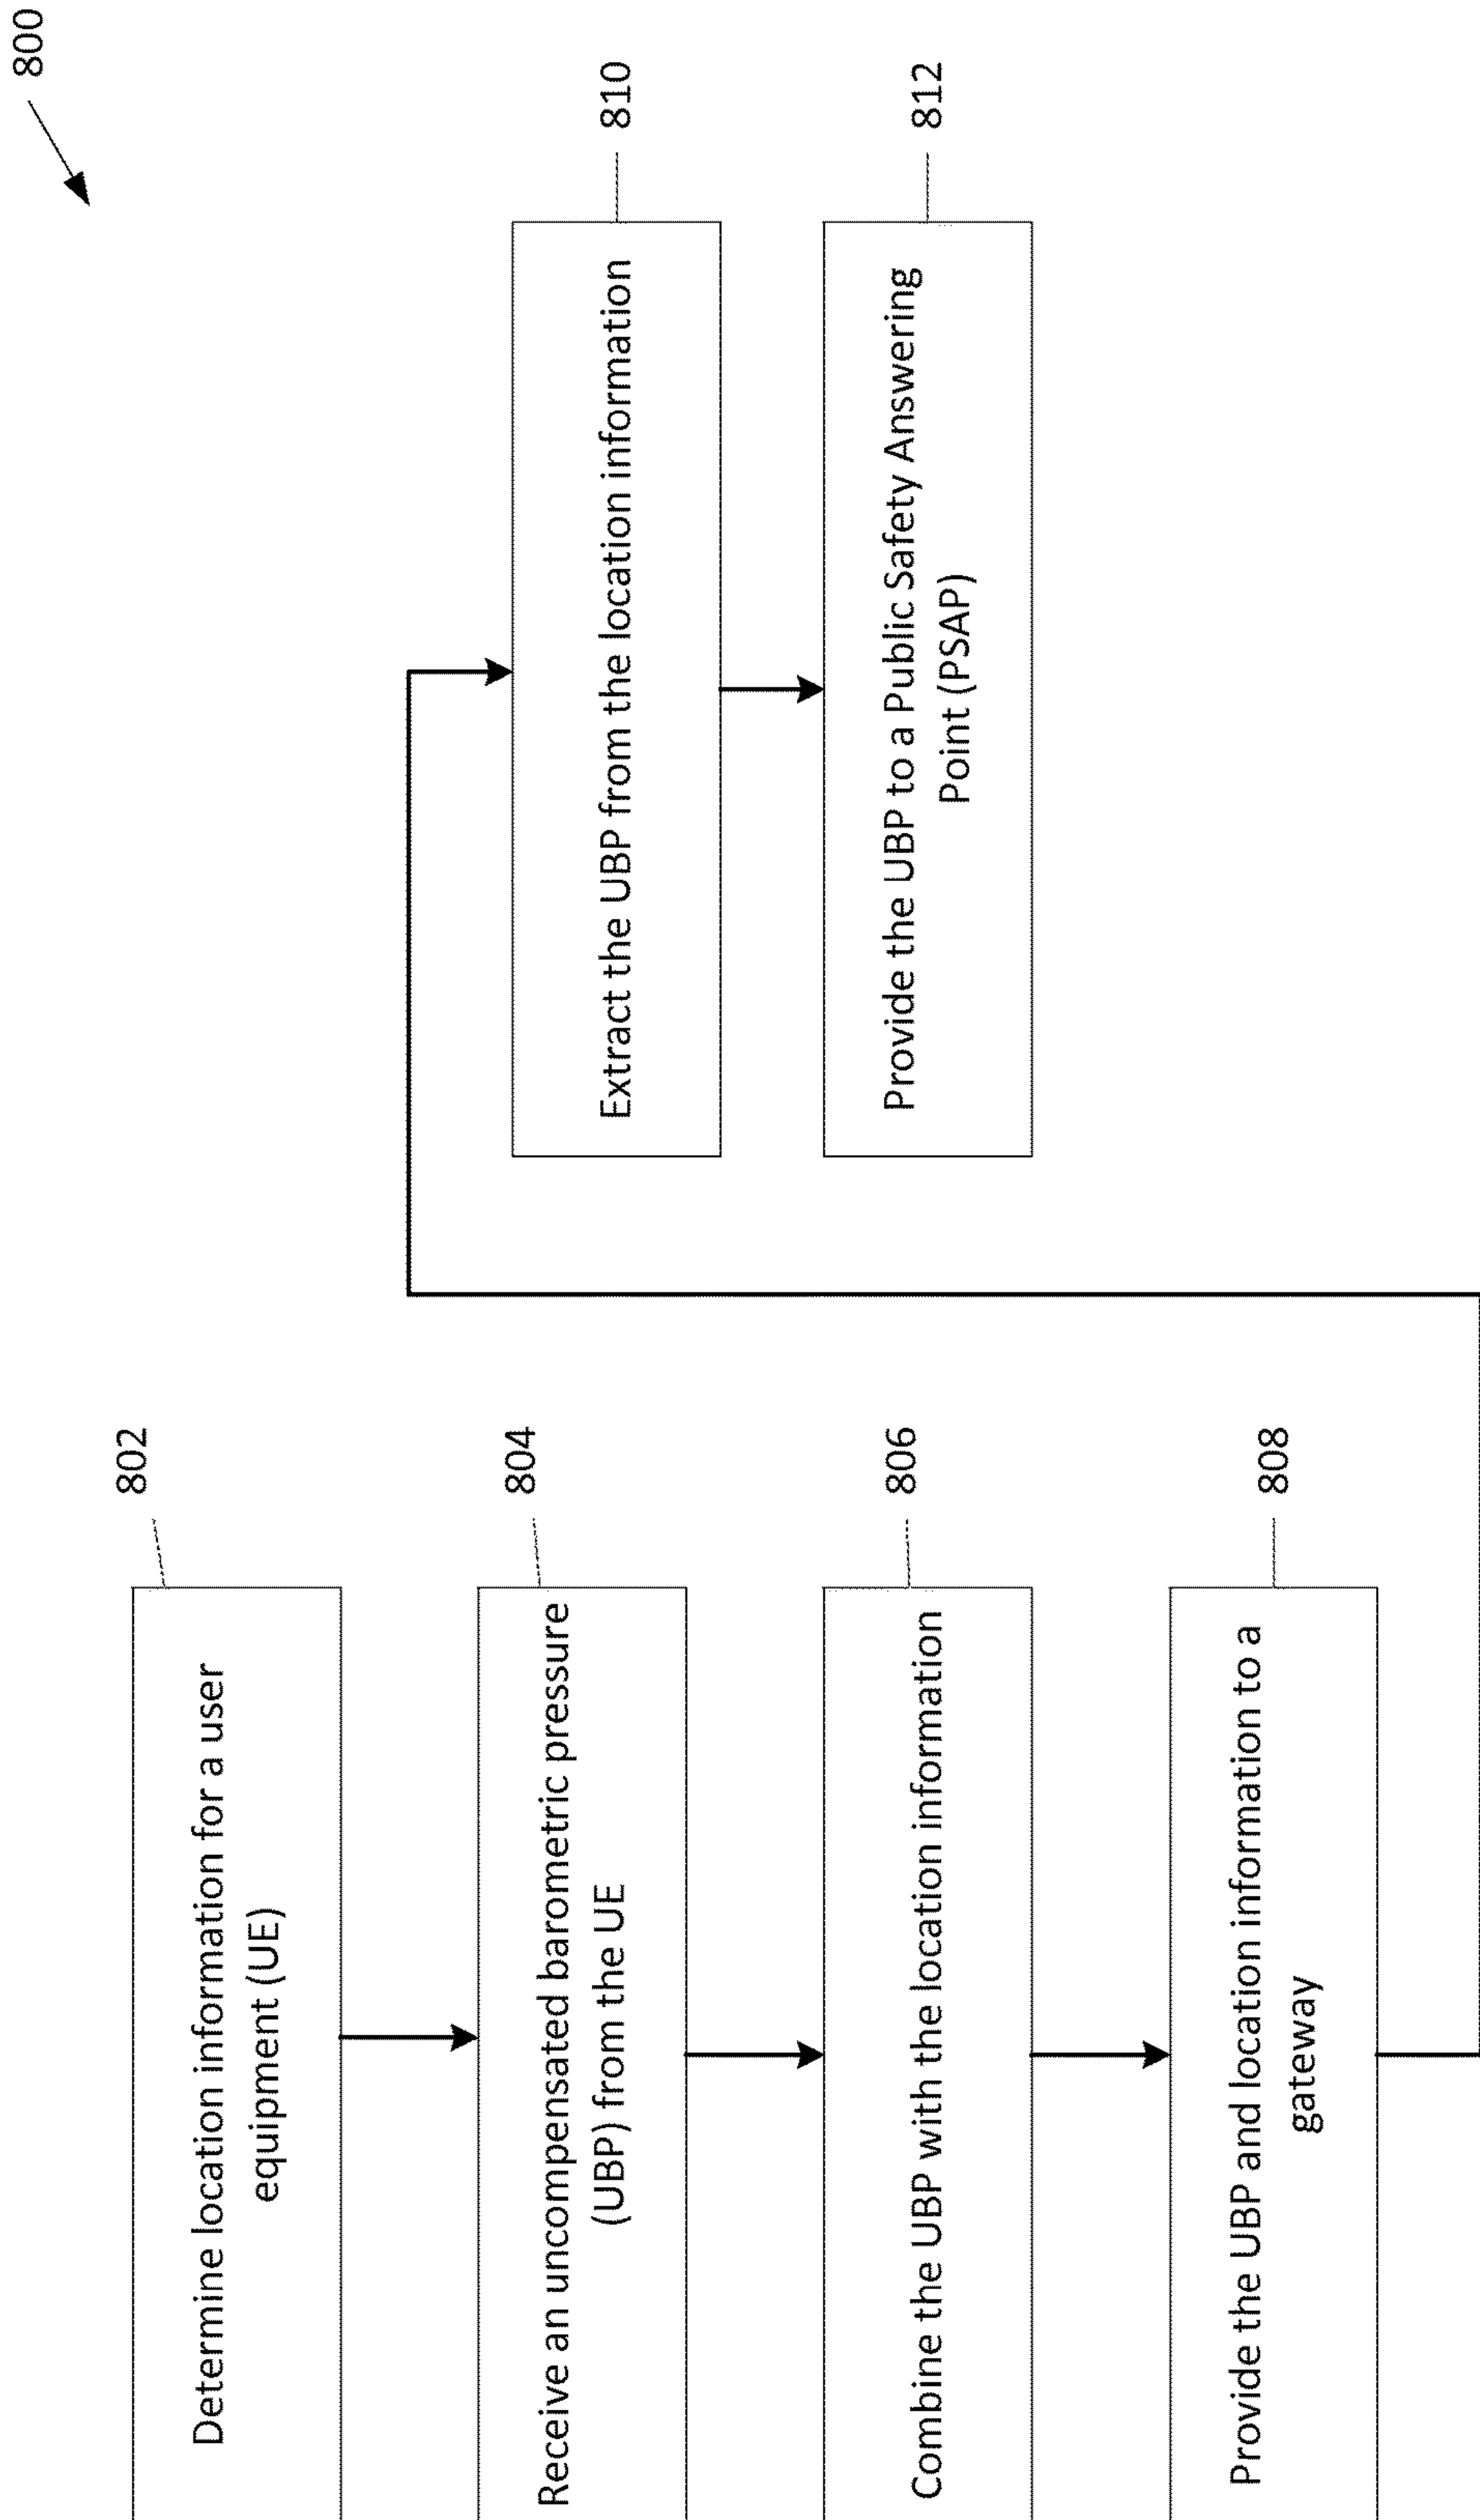 800
802
Determine location information for a user
equipment (UE)
804
Receive an uncompensated barometric pressure
(UBP) from the UE
806
Combine the UBP with the location information
808
Provide the UBP and location information to a
gateway
810
Extract the UBP from the location information
812
Provide the UBP to a Public Safety Answering
Point (PSAP)